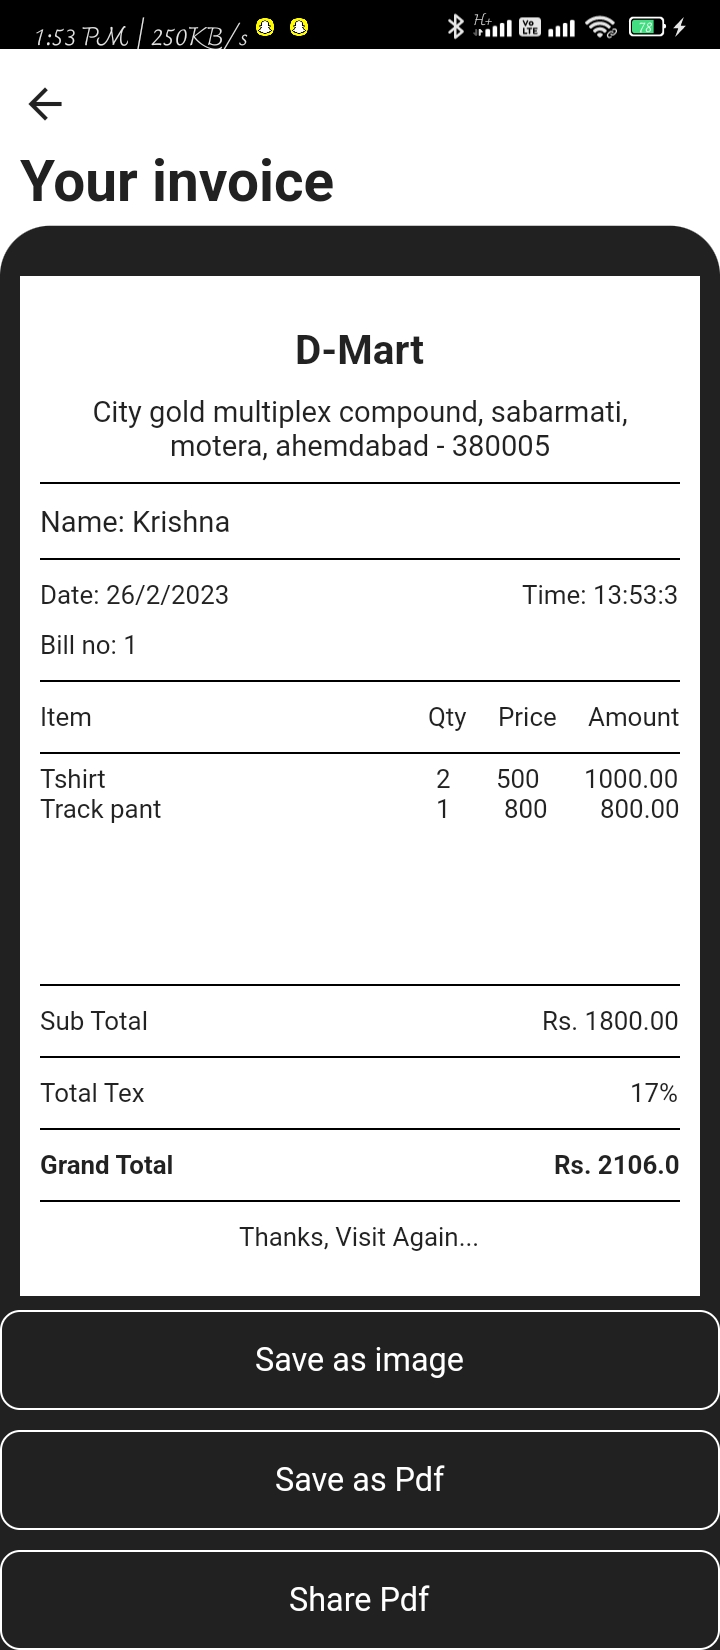 1:53 PM | 250KB/s H+ Vo LTE 78
Your invoice
D-Mart
City gold multiplex compound, sabarmati,
motera, ahemdabad - 380005
Name: Krishna
Date: 26/2/2023 Time: 13:53:3
Bill no: 1
Item Qty Price Amount
Tshirt 2 500 1000.00
Track pant 1 800 800.00
Sub Total Rs. 1800.00
Total Tex 17%
Grand Total Rs. 2106.0
Thanks, Visit Again...
Save as image
Save as Pdf
Share Pdf